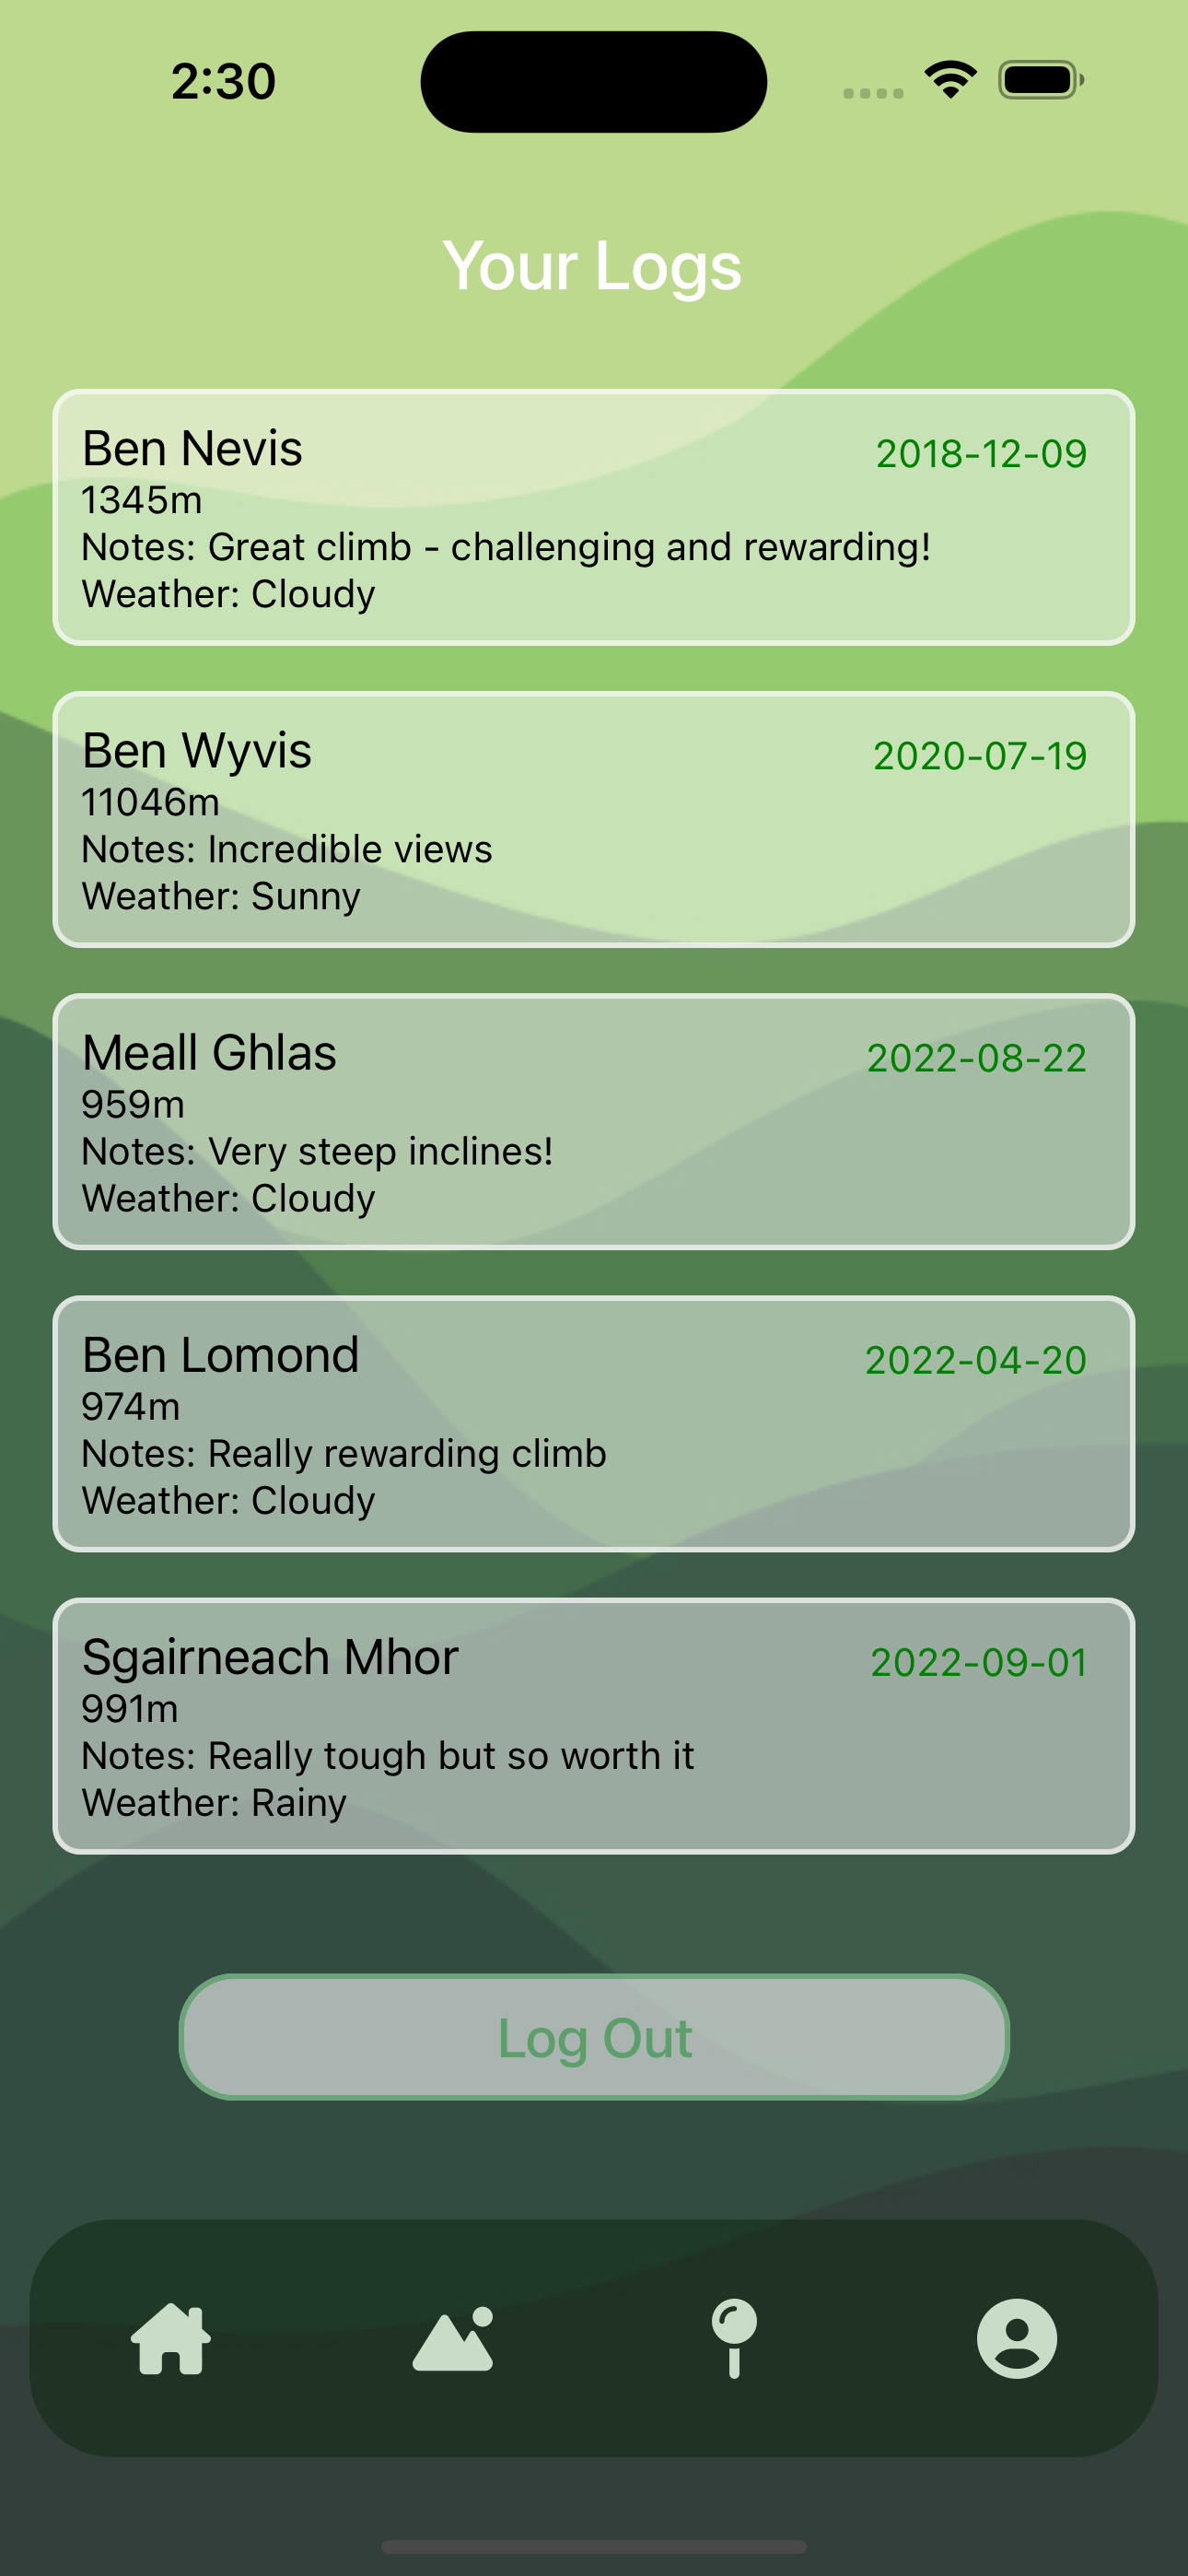 2:30
Your Logs
Ben Nevis 2018-12-09
1345m
Notes: Great climb - challenging and rewarding!
Weather: Cloudy
Ben Wyvis 2020-07-19
11046m
Notes: Incredible views
Weather: Sunny
Meall Ghlas 2022-08-22
959m
Notes: Very steep inclines!
Weather: Cloudy
Ben Lomond 2022-04-20
974m
Notes: Really rewarding climb
Weather: Cloudy
Sgairneach Mhor 2022-09-01
991m
Notes: Really tough but so worth it
Weather: Rainy
Log Out